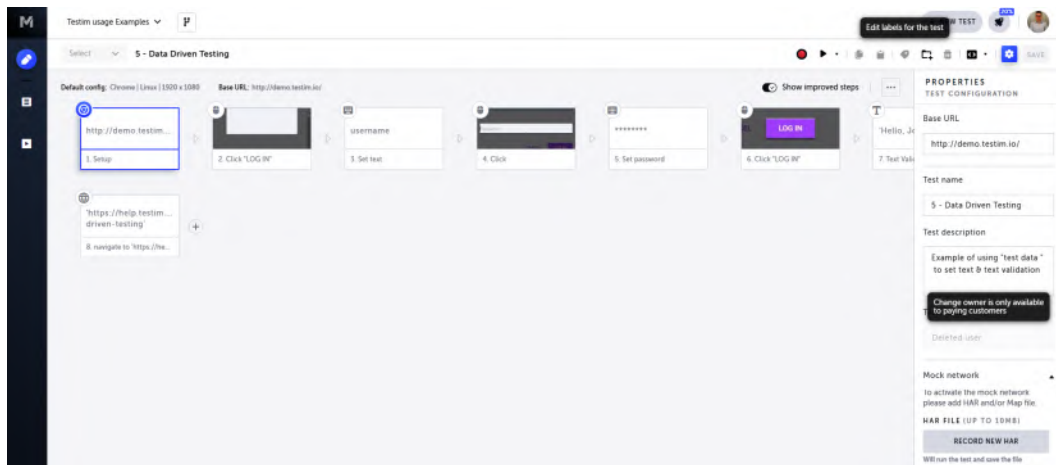 M
Testim usage Examples
20%
NEW TEST
Edit labels for the test
Select
5 - Data Driven Testing
SAVE
Default config: Chrome | Linux | 1920 x 1080
Base URL: http://demo.testim.io/
Show improved steps
http://demo.testim...
1. Setup
2. Click "LOG IN"
username
3. Set text
4. Click
********
5. Set password
LOG IN
6. Click "LOG IN"
T
'Hello, Jo
7. Text Vali
'https://help.testim...
driven-testing'
8. navigate to 'https://he...
PROPERTIES
TEST CONFIGURATION
Base URL
http://demo.testim.io/
Test name
5 - Data Driven Testing
Test description
Example of using "test data "
to set text & text validation
Change owner is only available
to paying customers
T
Deleted user
Mock network
To activate the mock network
please add HAR and/or Map file.
HAR FILE (UP TO 10MB)
RECORD NEW HAR
Will run the test and save the file